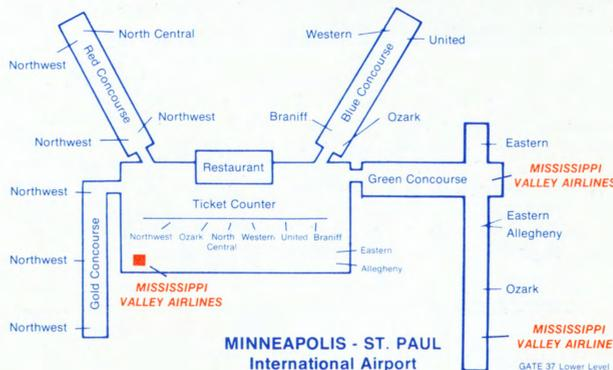 North Central
Northwest
Red Concourse
Northwest
Northwest
Western
United
Blue Concourse
Braniff
Ozark
Restaurant
Green Concourse
Eastern
MISSISSIPPI
VALLEY AIRLINES
Eastern
Allegheny
Ozark
MISSISSIPPI
VALLEY AIRLINE
GATE 37 Lower Level
Ticket Counter
Northwest
Ozark
North
Central
Western
United
Braniff
Eastern
Allegheny
MISSISSIPPI
VALLEY AIRLINES
Northwest
Gold Concourse
Northwest
Northwest
MINNEAPOLIS - ST. PAUL
International Airport